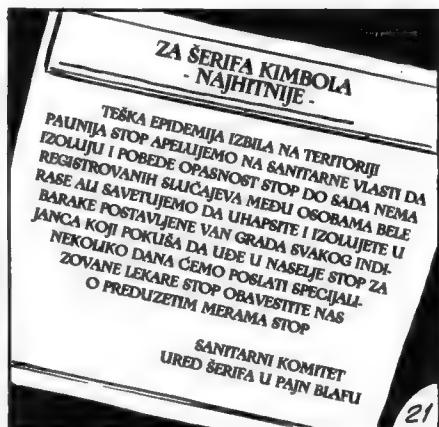 ZA ŠERIFA KIMBOLA
- NAJHITNIJE -
TEŠKA EPIDEMIJA IZBILA NA TERITORIJI
PAUNIJA STOP APELUJEMO NA SANITARNE VLASTI DA
IZOLUJU I POBEDE OPASNOST STOP DO SADA NEMA
REGISTROVANIH SLUČAJEVA MEĐU OSOBAMA BELE
RASE ALI SAVETUJEMO DA UHAPSITE I IZOLUJETE U
BARAKE POSTAVLJENE VAN GRADA SVAKOG INDI-
JANCA KOJI POKUŠA DA UĐE U NASELJE STOP ZA
NEKOLIKO DANA ĆEMO POSLATI SPECIJALI-
ZOVANE LEKARE STOP OBAVESTITE NAS
O PREDUZETIM MERAMA STOP
SANITARNI KOMITET
URED ŠERIFA U PAJN BLAFU
21